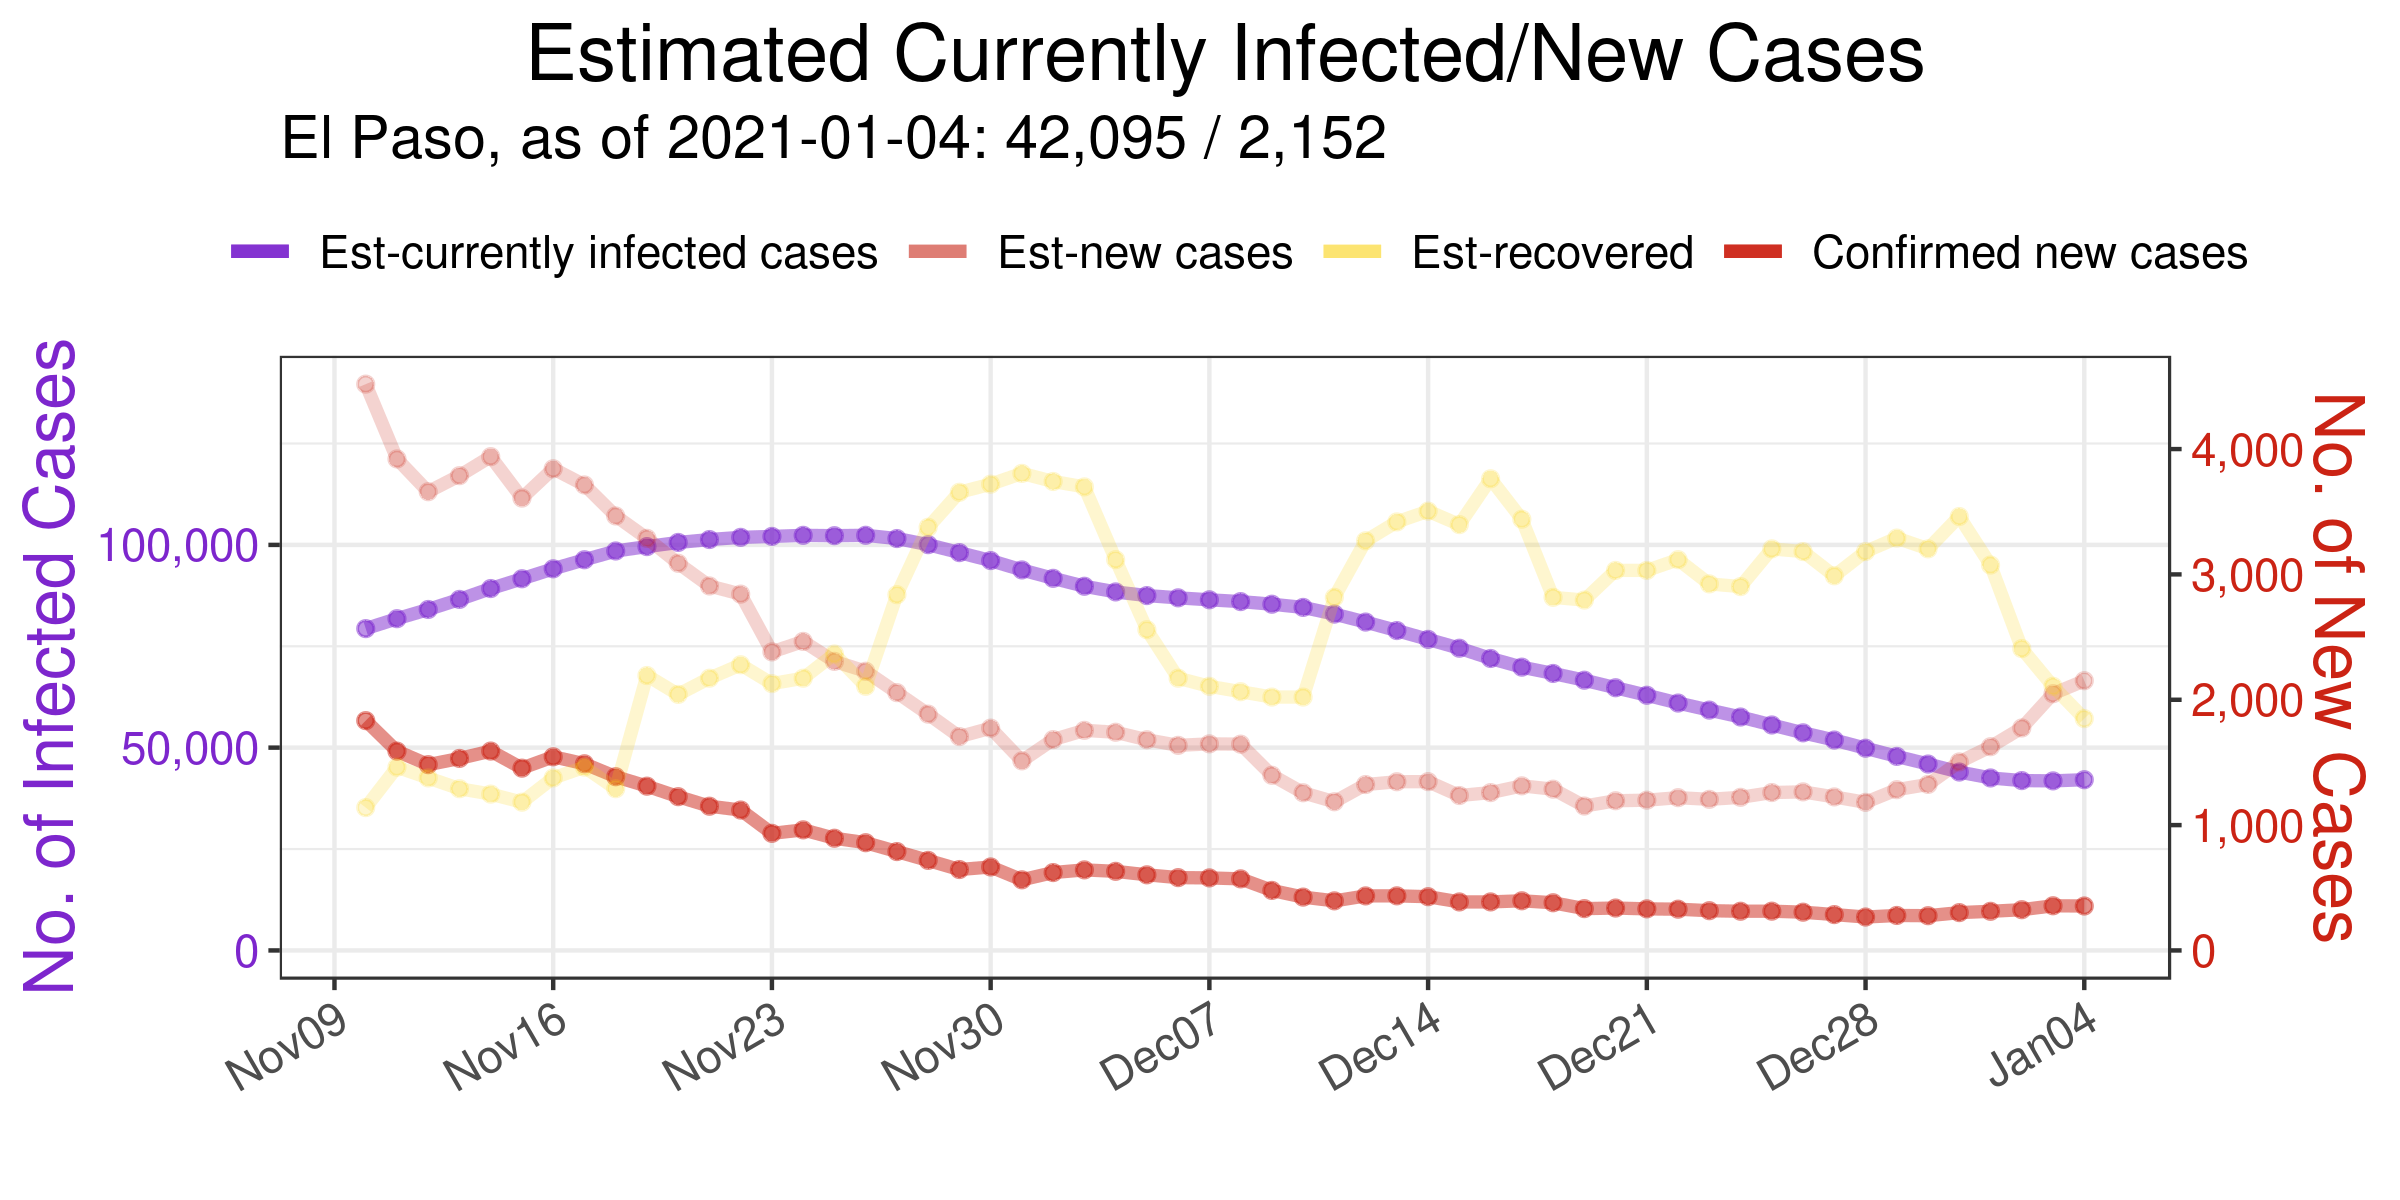 Estimated Currently Infected/New Cases
El Paso, as of 2021-01-04: 42,095 / 2,152
Est-currently infected cases Est-new cases Est-recovered Confirmed new cases
No. of Infected Cases
100,000
50,000
0
4,000
3,000
2,000
1,000
0
No. of New Cases
Nov09 Nov16 Nov23 Nov30 Dec07 Dec14 Dec21 Dec28 Jan04